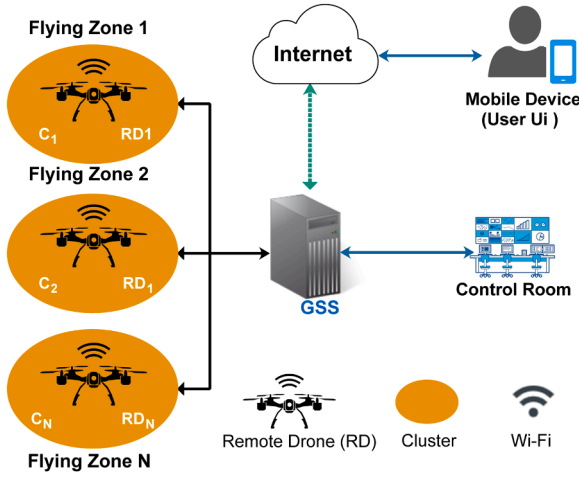 Flying Zone 1
C1 RD1
Flying Zone 2
C2 RD1
CN RDN
Flying Zone N
Internet
Mobile Device
(User Ui )
GSS
Control Room
Remote Drone (RD)
Cluster
Wi-Fi